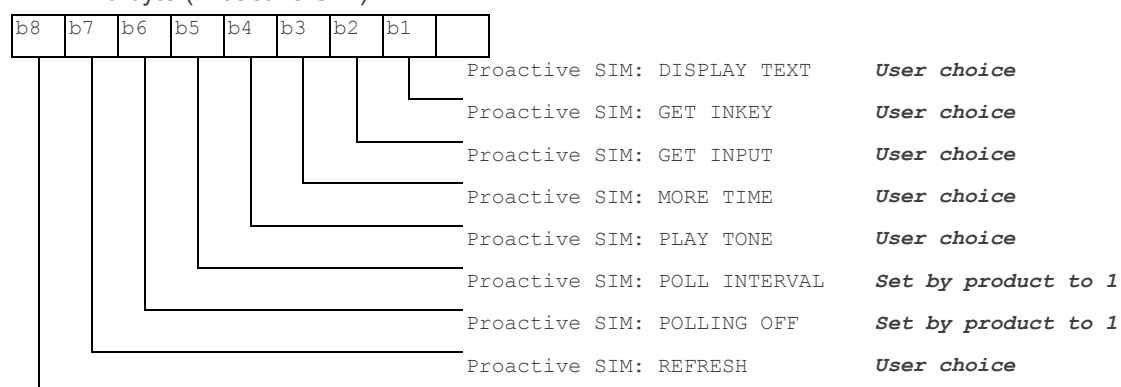 b8 b7 b6 b5 b4 b3 b2 b1
Proactive SIM: DISPLAY TEXT User choice
Proactive SIM: GET INKEY User choice
Proactive SIM: GET INPUT User choice
Proactive SIM: MORE TIME User choice
Proactive SIM: PLAY TONE User choice
Proactive SIM: POLL INTERVAL Set by product to 1
Proactive SIM: POLLING OFF Set by product to 1
Proactive SIM: REFRESH User choice